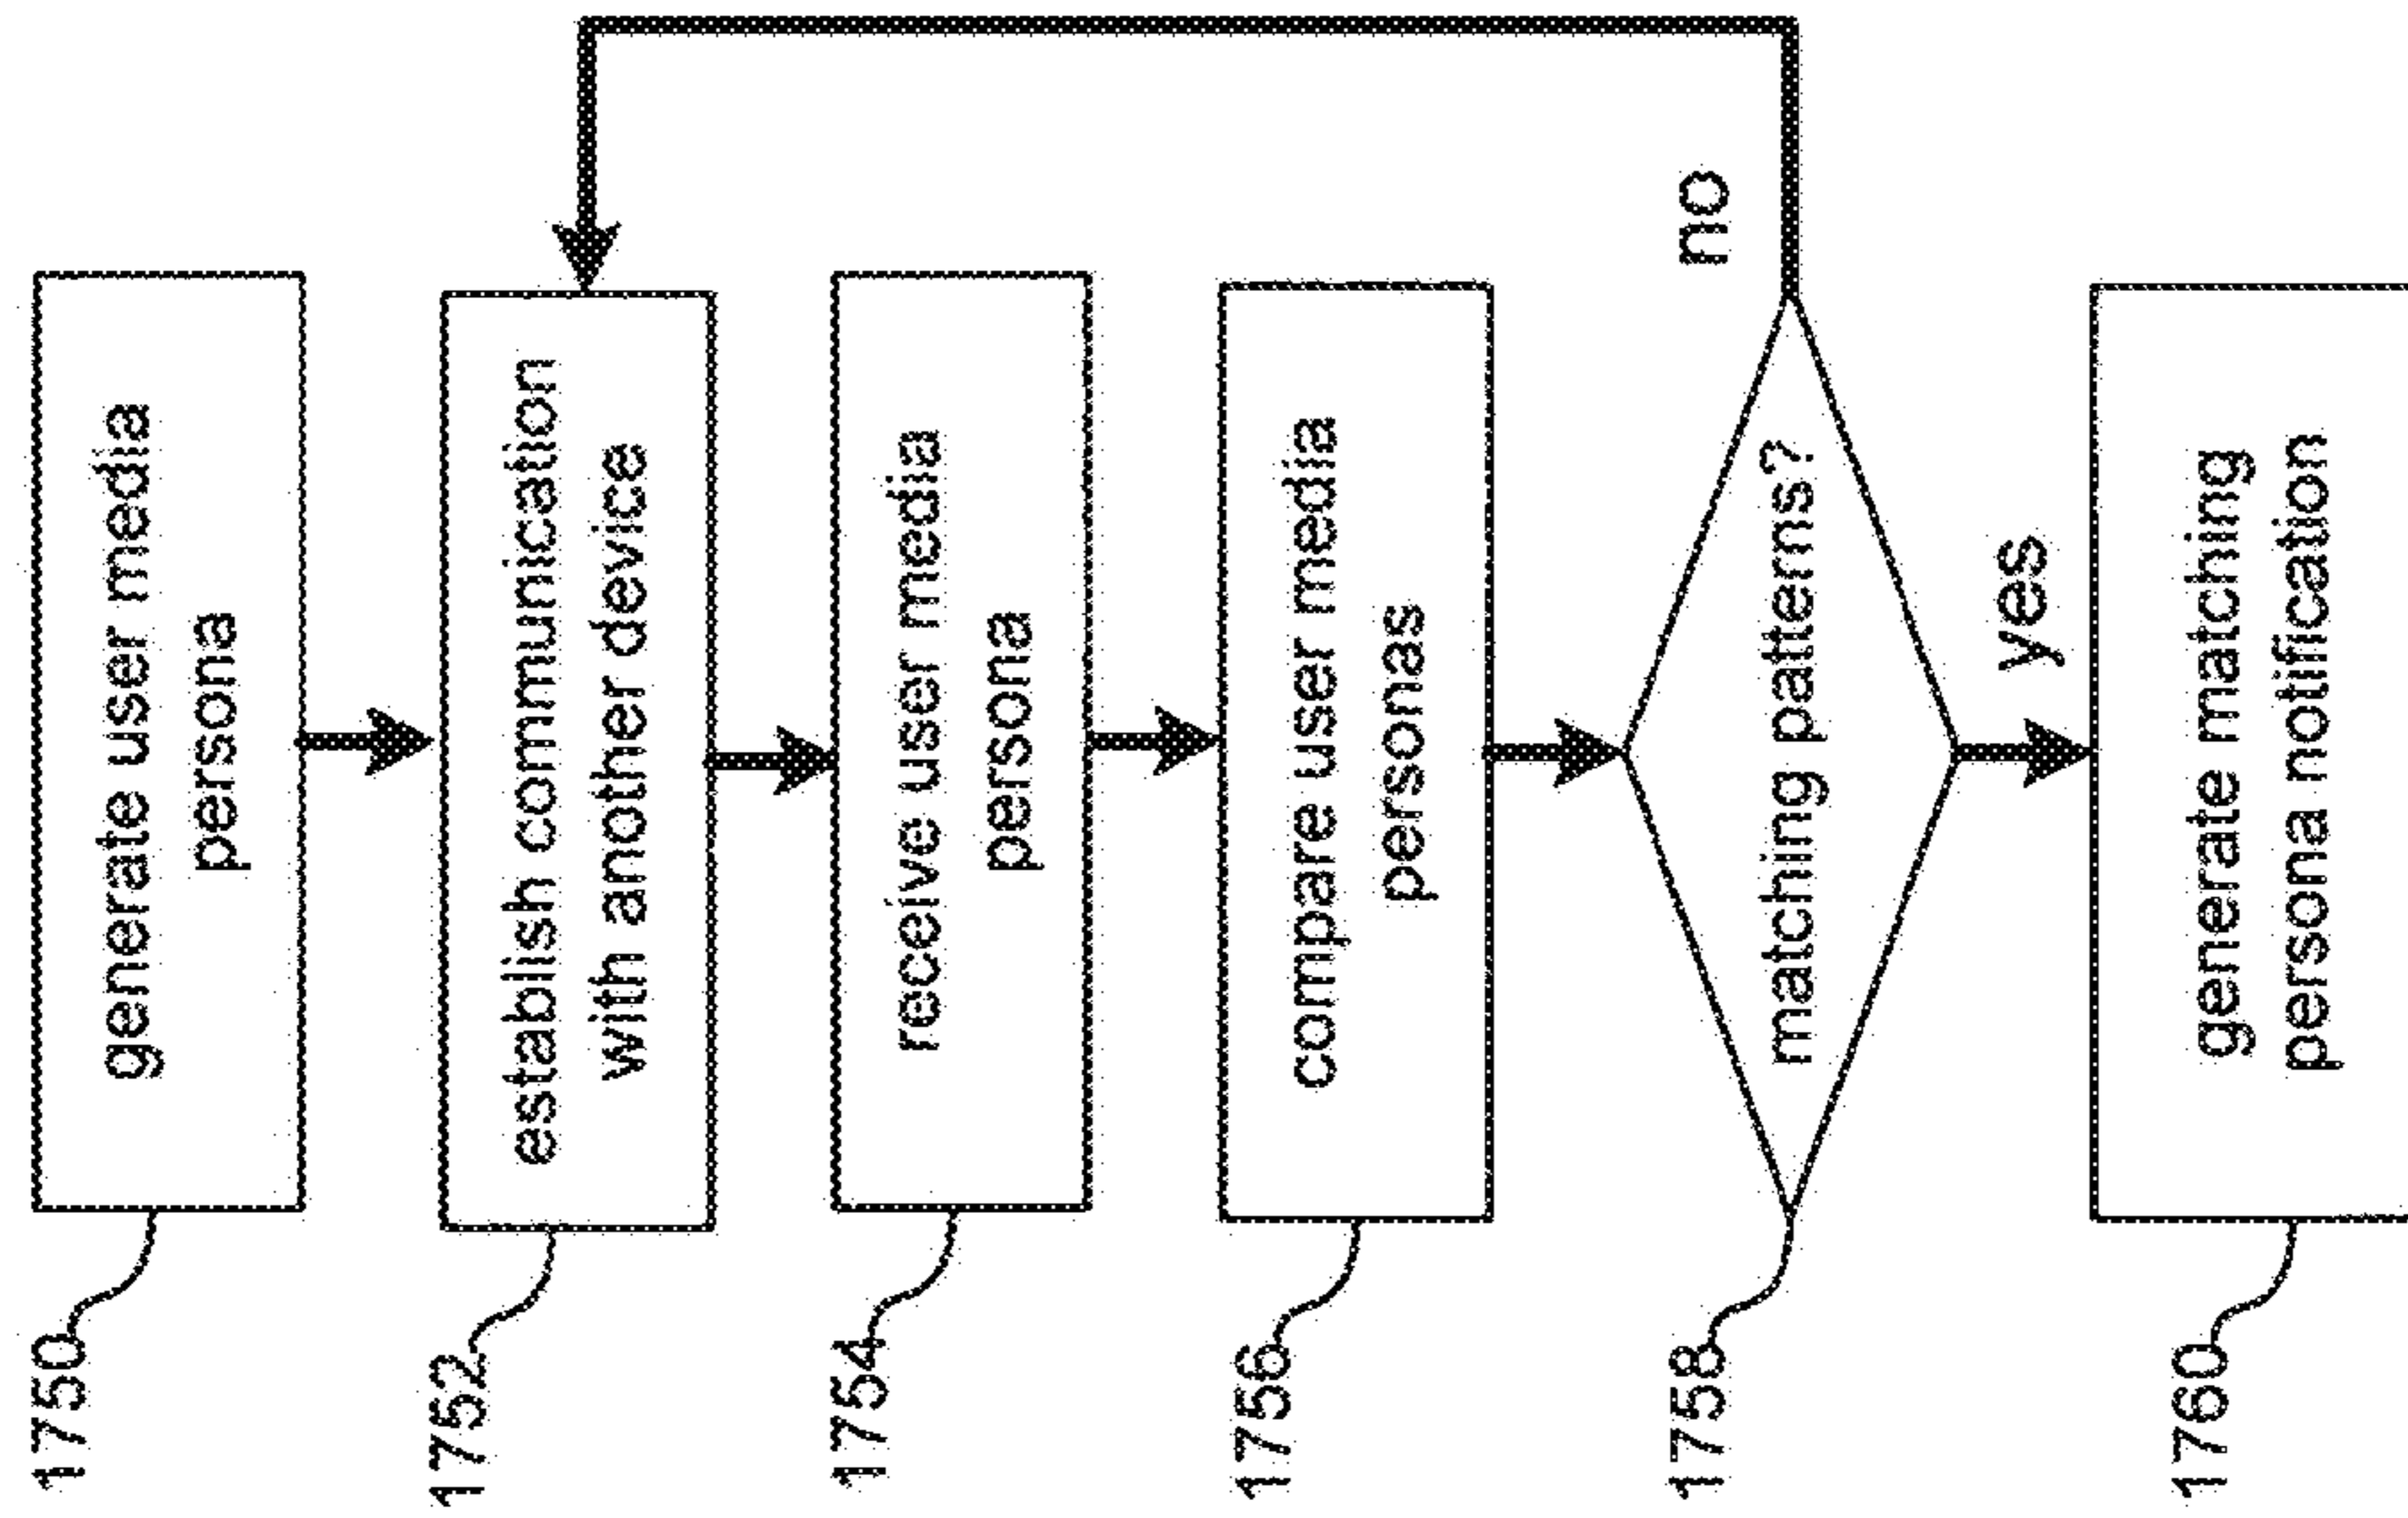 1750
generate user media
persona
1752
establish communication
with another device
1754
receive user media
persona
1756
compare user media
personas
1758
matching patterns?
no
yes
1760
generate matching
persona notification